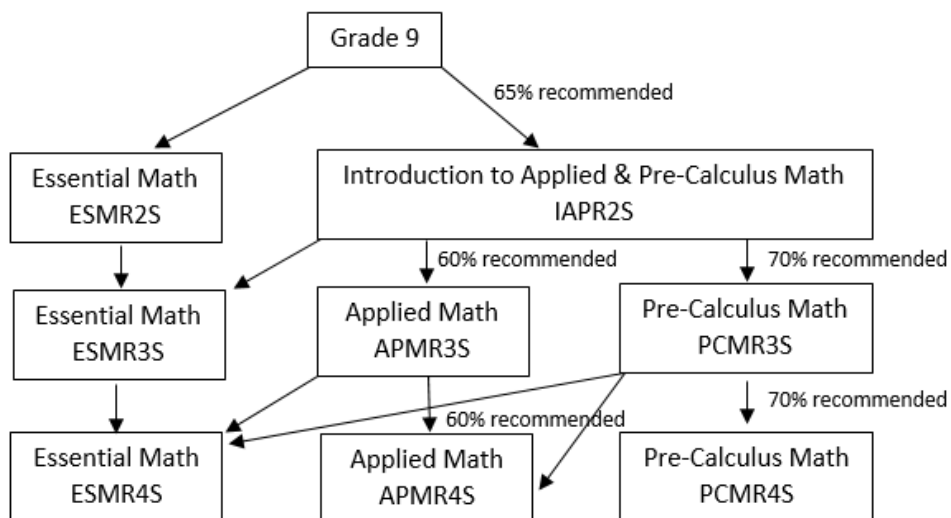 Grade 9
65% recommended
Essential Math
ESMR2S
Introduction to Applied & Pre-Calculus Math
IAPR2S
60% recommended
70% recommended
Essential Math
ESMR3S
Applied Math
APMR3S
Pre-Calculus Math
PCMR3S
60% recommended
70% recommended
Essential Math
ESMR4S
Applied Math
APMR4S
Pre-Calculus Math
PCMR4S